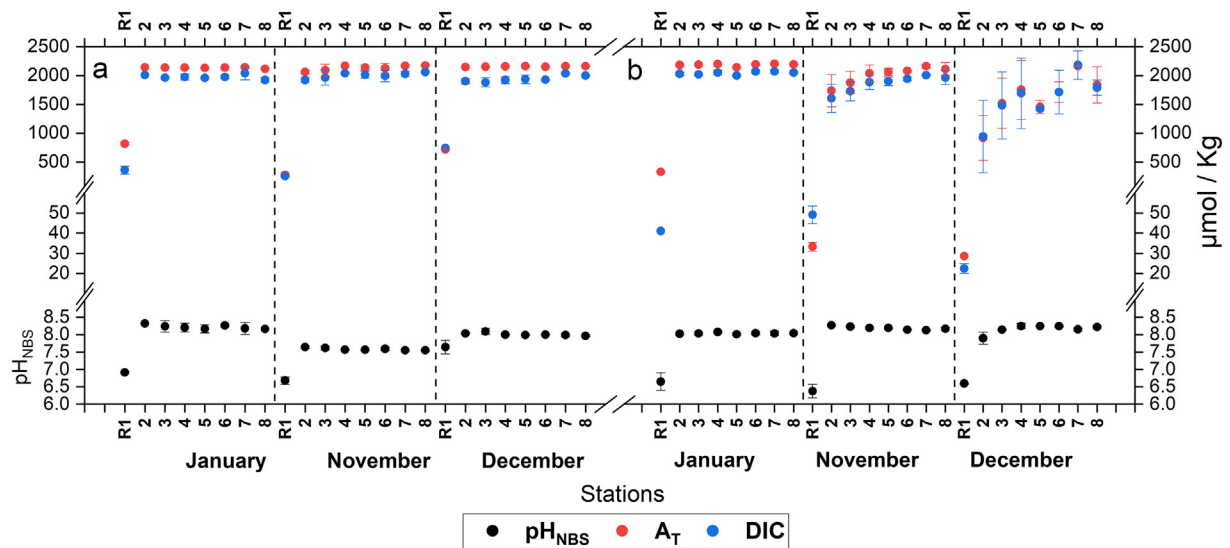 R1 2 3 4 5 6 7 8 R1 2 3 4 5 6 7 8 R1 2 3 4 5 6 7 8 R1 2 3 4 5 6 7 8 R1 2 3 4 5 6 7 8 R1 2 3 4 5 6 7 8
2500 a b 2500
2000 2000
1500 1500
1000 1000
500 500
µmol / Kg
50 50
40 40
30 30
20 20
8.5 8.5
8.0 8.0
7.5 7.5
7.0 7.0
6.5 6.5
6.0 6.0
pHNBS
R1 2 3 4 5 6 7 8 R1 2 3 4 5 6 7 8 R1 2 3 4 5 6 7 8 R1 2 3 4 5 6 7 8 R1 2 3 4 5 6 7 8 R1 2 3 4 5 6 7 8
January November December January November December
Stations
pHNBS AT DIC